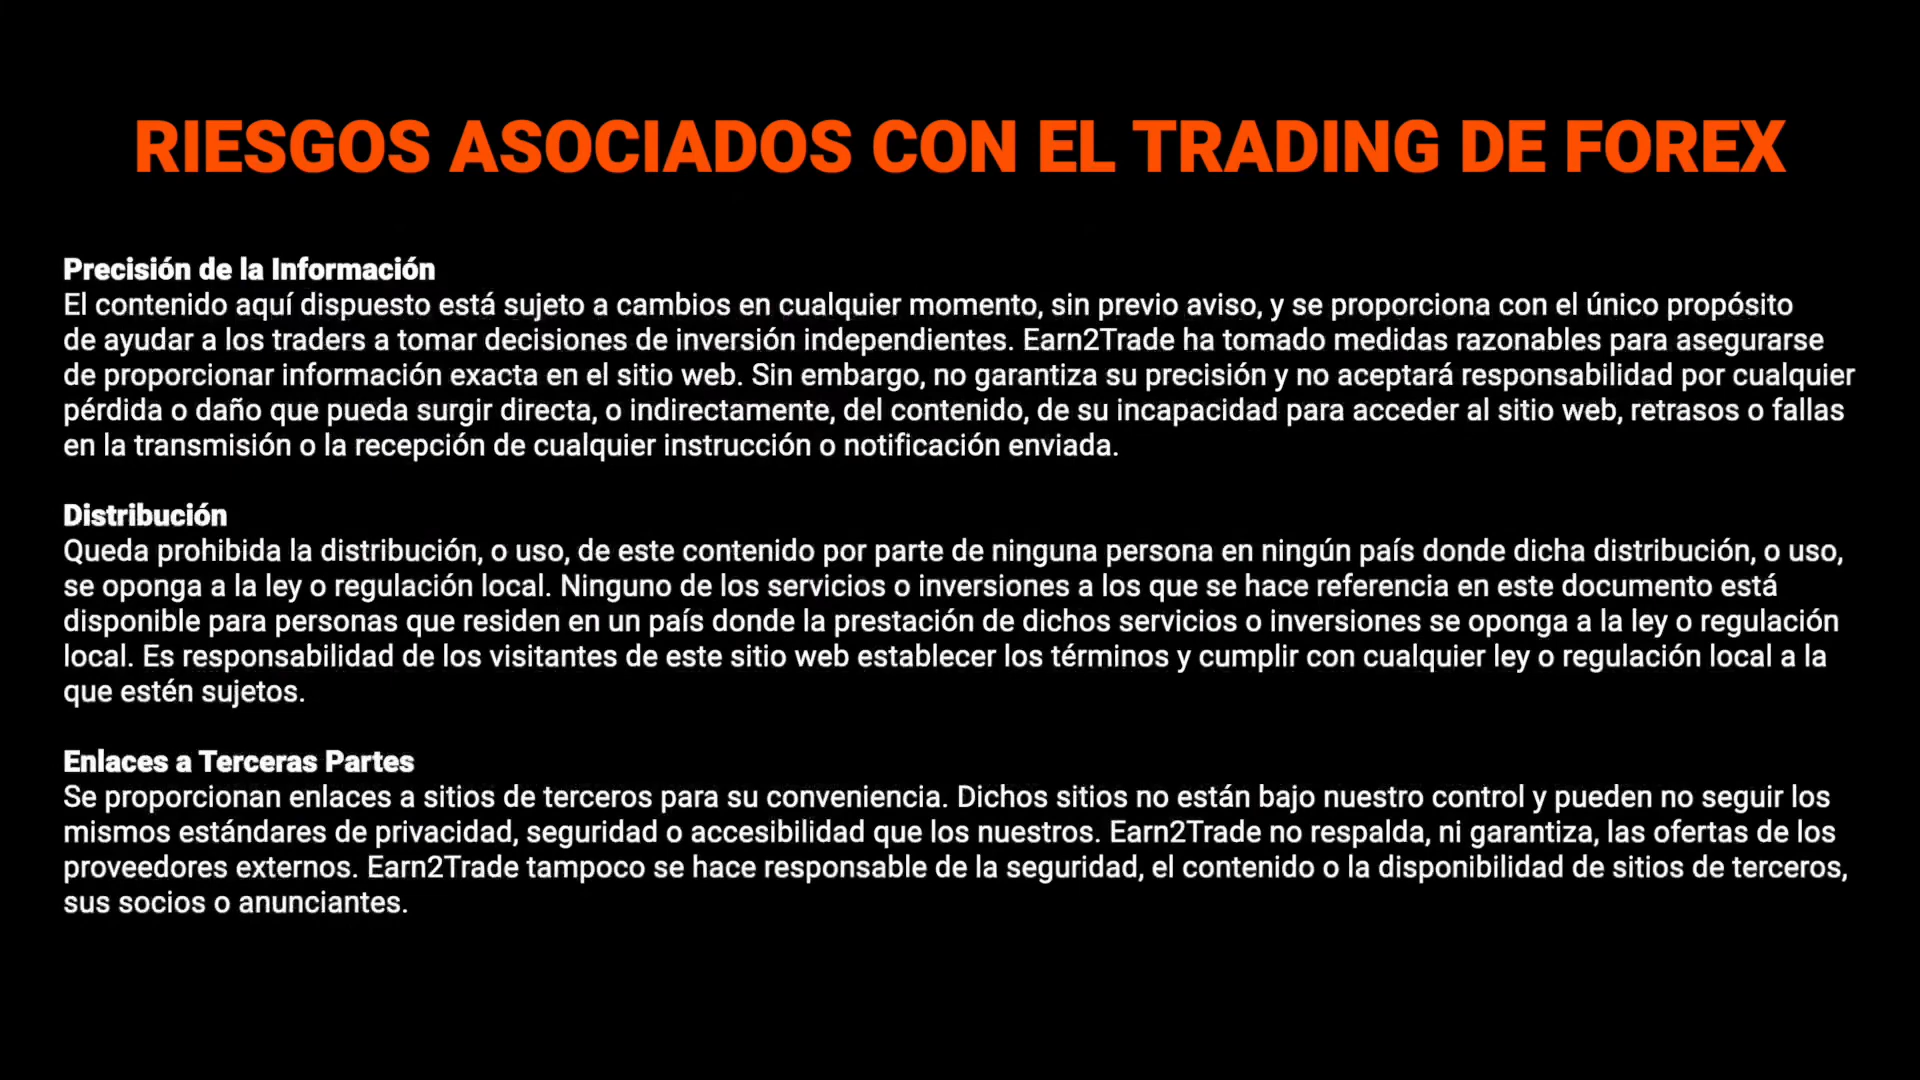 RIESGOS ASOCIADOS CON EL TRADING DE FOREX
Precisión de la Información
El contenido aquí dispuesto está sujeto a cambios en cualquier momento, sin previo aviso, y se proporciona con el único propósito
de ayudar a los traders a tomar decisiones de inversión independientes. Earn2Trade ha tomado medidas razonables para asegurarse
de proporcionar información exacta en el sitio web. Sin embargo, no garantiza su precisión y no aceptará responsabilidad por cualquier
pérdida o daño que pueda surgir directa, o indirectamente, del contenido, de su incapacidad para acceder al sitio web, retrasos o fallas
en la transmisión o la recepción de cualquier instrucción o notificación enviada.
Distribución
Queda prohibida la distribución, o uso, de este contenido por parte de ninguna persona en ningún país donde dicha distribución, o uso,
se oponga a la ley o regulación local. Ninguno de los servicios o inversiones a los que se hace referencia en este documento está
disponible para personas que residen en un país donde la prestación de dichos servicios o inversiones se oponga a la ley o regulación
local. Es responsabilidad de los visitantes de este sitio web establecer los términos y cumplir con cualquier ley o regulación local a la
que estén sujetos.
Enlaces a Terceras Partes
Se proporcionan enlaces a sitios de terceros para su conveniencia. Dichos sitios no están bajo nuestro control y pueden no seguir los
mismos estándares de privacidad, seguridad o accesibilidad que los nuestros. Earn2Trade no respalda, ni garantiza, las ofertas de los
proveedores externos. Earn2Trade tampoco se hace responsable de la seguridad, el contenido o la disponibilidad de sitios de terceros,
sus socios o anunciantes.